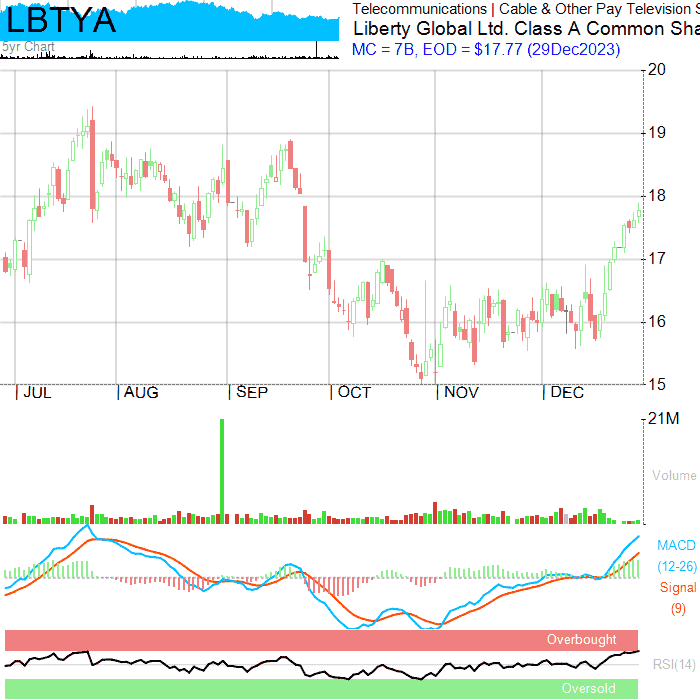 LBTYA
5yr Chart
Telecommunications | Cable & Other Pay Television S
Liberty Global Ltd. Class A Common Sha
MC = 7B, EOD = $17.77 (29Dec2023)
20
19
18
17
16
15
| JUL | AUG | SEP | OCT | NOV | DEC
21M
Volume
MACD
(12-26)
Signal
(9)
Overbought
RSI(14)
Oversold